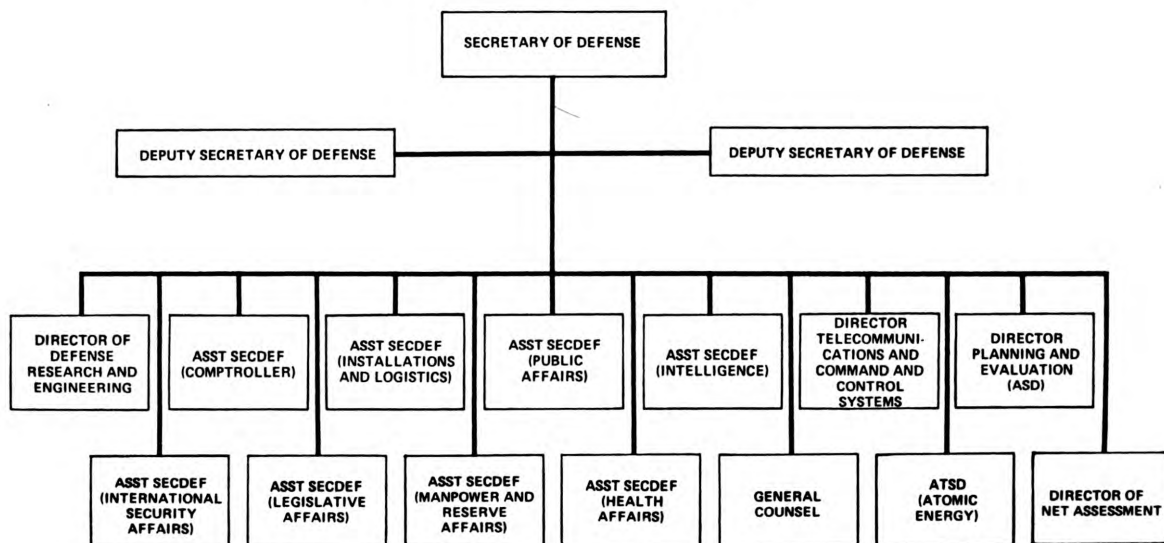 SECRETARY OF DEFENSE
DEPUTY SECRETARY OF DEFENSE
DEPUTY SECRETARY OF DEFENSE
DIRECTOR OF
DEFENSE
RESEARCH AND
ENGINEERING
ASST SECDEF
(COMPTROLLER)
ASST SECDEF
(INSTALLATIONS
AND LOGISTICS)
ASST SECDEF
(PUBLIC
AFFAIRS)
ASST SECDEF
(INTELLIGENCE)
DIRECTOR
TELECOMMUNI-
CATIONS AND
COMMAND AND
CONTROL
SYSTEMS
DIRECTOR
PLANNING AND
EVALUATION
(ASD)
ASST SECDEF
(INTERNATIONAL
SECURITY
AFFAIRS)
ASST SECDEF
(LEGISLATIVE
AFFAIRS)
ASST SECDEF
(MANPOWER AND
RESERVE
AFFAIRS)
ASST SECDEF
(HEALTH
AFFAIRS)
GENERAL
COUNSEL
ATSD
(ATOMIC
ENERGY)
DIRECTOR OF
NET ASSESSMENT